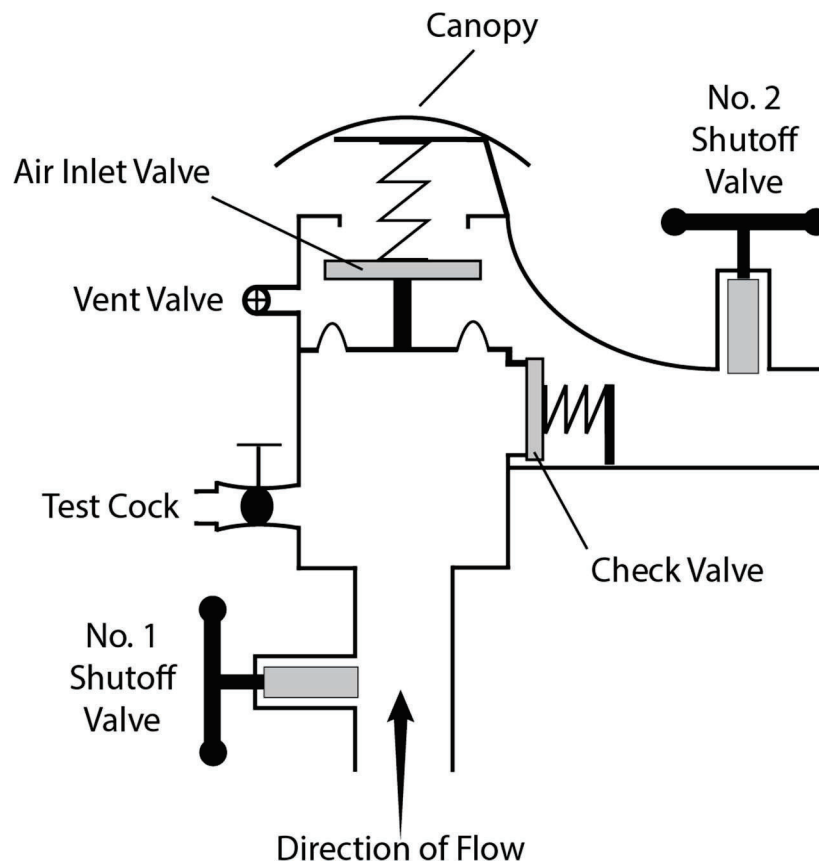 Canopy
No. 2
Shutoff
Valve
Air Inlet Valve
Vent Valve
Test Cock
Check Valve
No. 1
Shutoff
Valve
Direction of Flow